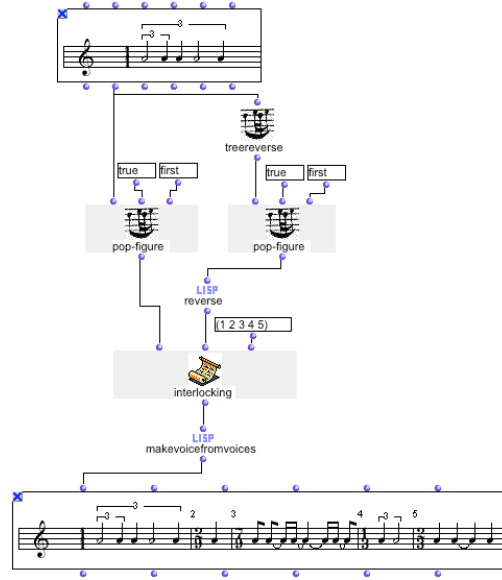 3
3
treereverse
true first
true first
pop-figure
pop-figure
LISP
reverse
(1 2 3 4 5)
interlocking
LISP
makevoicefromvoices
3
3
2 3 4 3 5